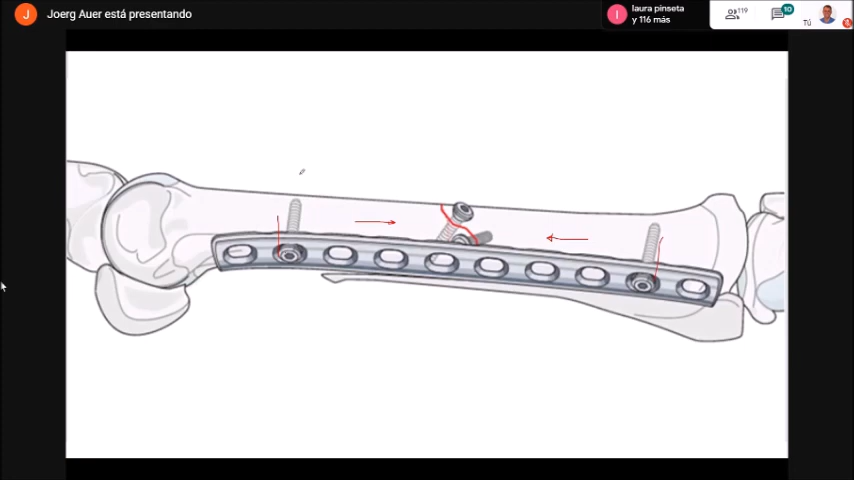 J
Joerg Auer está presentando
l
laura pinseta
y 116 más
119
10
Tú